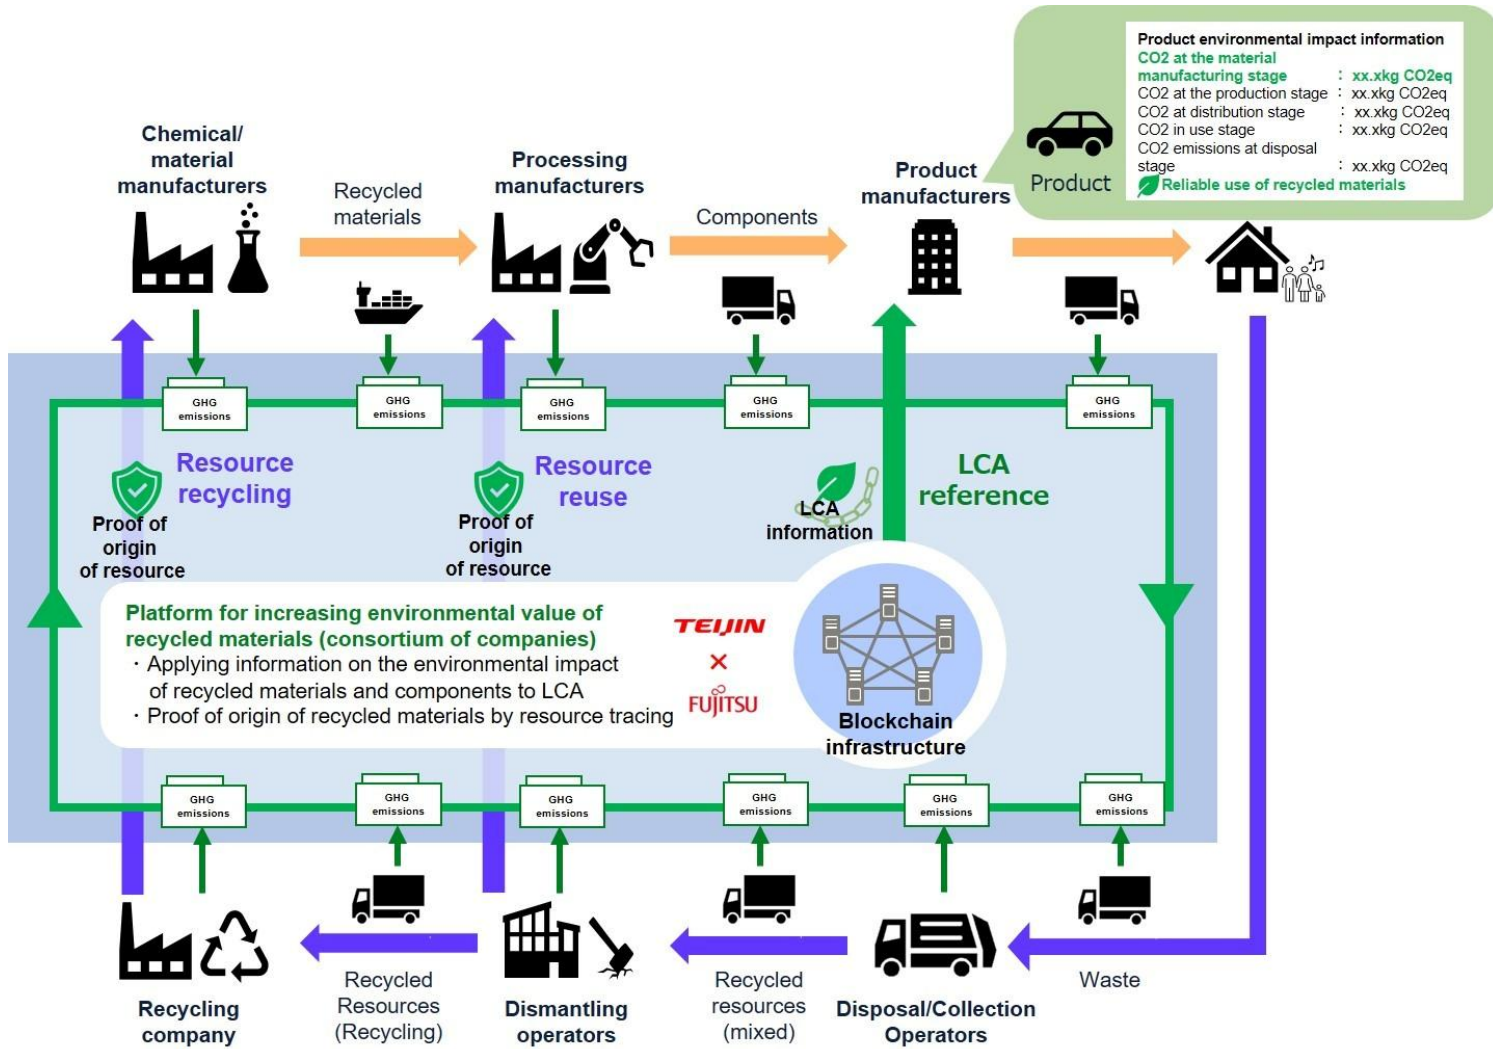 Product environmental impact information
CO2 at the material
manufacturing stage : xx.xkg CO2eq
CO2 at the production stage : xx.xkg CO2eq
CO2 at distribution stage : xx.xkg CO2eq
CO2 in use stage : xx.xkg CO2eq
CO2 emissions at disposal
stage : xx.xkg CO2eq
Reliable use of recycled materials
Product
Chemical/
material
manufacturers
Recycled
materials
Processing
manufacturers
Components
Product
manufacturers
GHG
emissions
GHG
emissions
GHG
emissions
GHG
emissions
GHG
emissions
Resource
recycling
Proof of
origin
of resource
Resource
reuse
Proof of
origin
of resource
LCA
information
LCA
reference
Platform for increasing environmental value of
recycled materials (consortium of companies)
・Applying information on the environmental impact
of recycled materials and components to LCA
・Proof of origin of recycled materials by resource tracing
TEIJIN
×
FUJITSU
Blockchain
infrastructure
GHG
emissions
GHG
emissions
GHG
emissions
GHG
emissions
GHG
emissions
GHG
emissions
Recycling
company
Recycled
Resources
(Recycling)
Dismantling
operators
Recycled
resources
(mixed)
Disposal/Collection
Operators
Waste